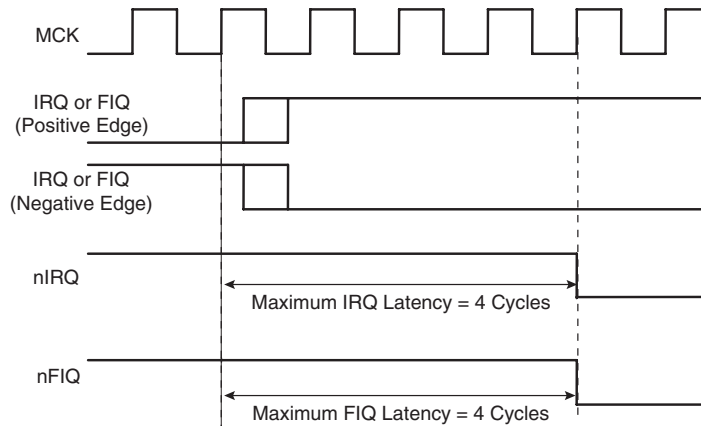 MCK
IRQ or FIQ
(Positive Edge)
IRQ or FIQ
(Negative Edge)
nIRQ
Maximum IRQ Latency = 4 Cycles
nFIQ
Maximum FIQ Latency = 4 Cycles